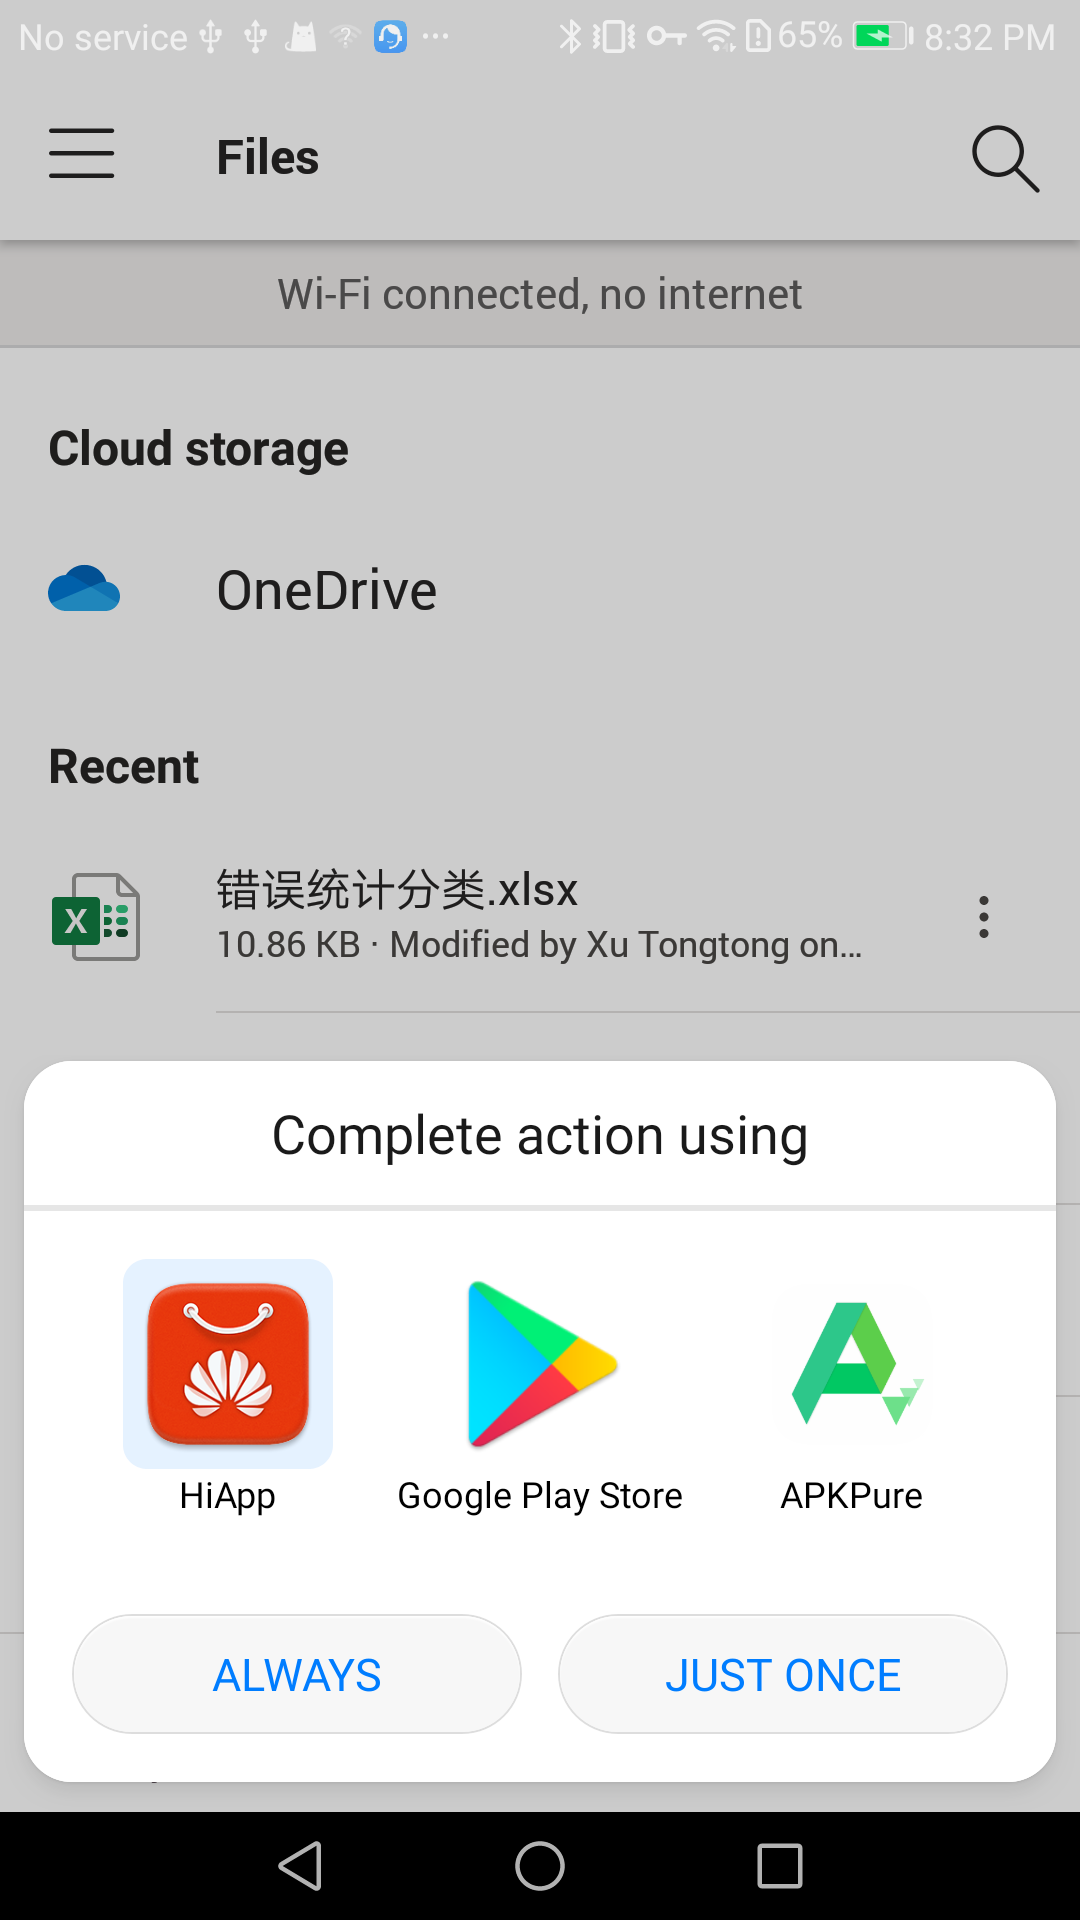 No service 65% 8:32 PM
Files
Wi-Fi connected, no internet
Cloud storage
OneDrive
Recent
错误统计分类.xlsx
10.86 KB · Modified by Xu Tongtong on...
Complete action using
HiApp Google Play Store APKPure
ALWAYS JUST ONCE